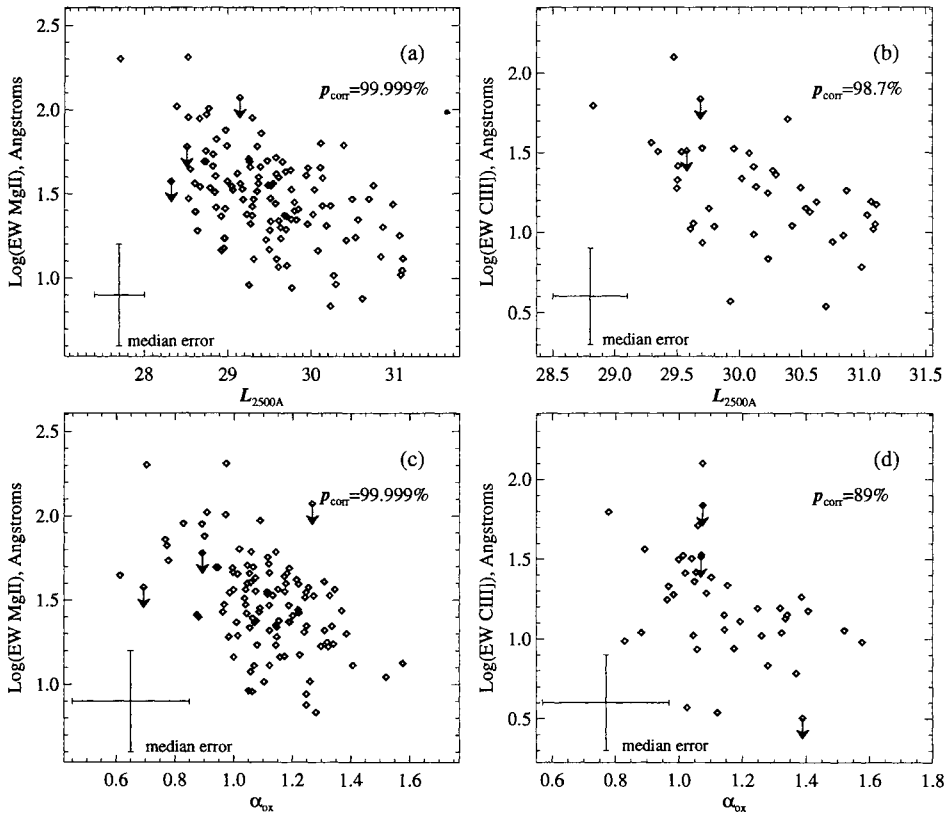 2.5
2.0
1.5
1.0
Log(EW MgII), Angstroms
(a)
p_corr=99.999%
median error
28 29 30 31
L_2500A
2.0
1.5
1.0
0.5
Log(EW CIII]), Angstroms
(b)
p_corr=98.7%
median error
28.5 29.0 29.5 30.0 30.5 31.0 31.5
L_2500A
2.5
2.0
1.5
1.0
Log(EW MgII), Angstroms
(c)
p_corr=99.999%
median error
0.6 0.8 1.0 1.2 1.4 1.6
α_ox
2.0
1.5
1.0
0.5
Log(EW CIII]), Angstroms
(d)
p_corr=89%
median error
0.6 0.8 1.0 1.2 1.4 1.6 1.8
α_ox